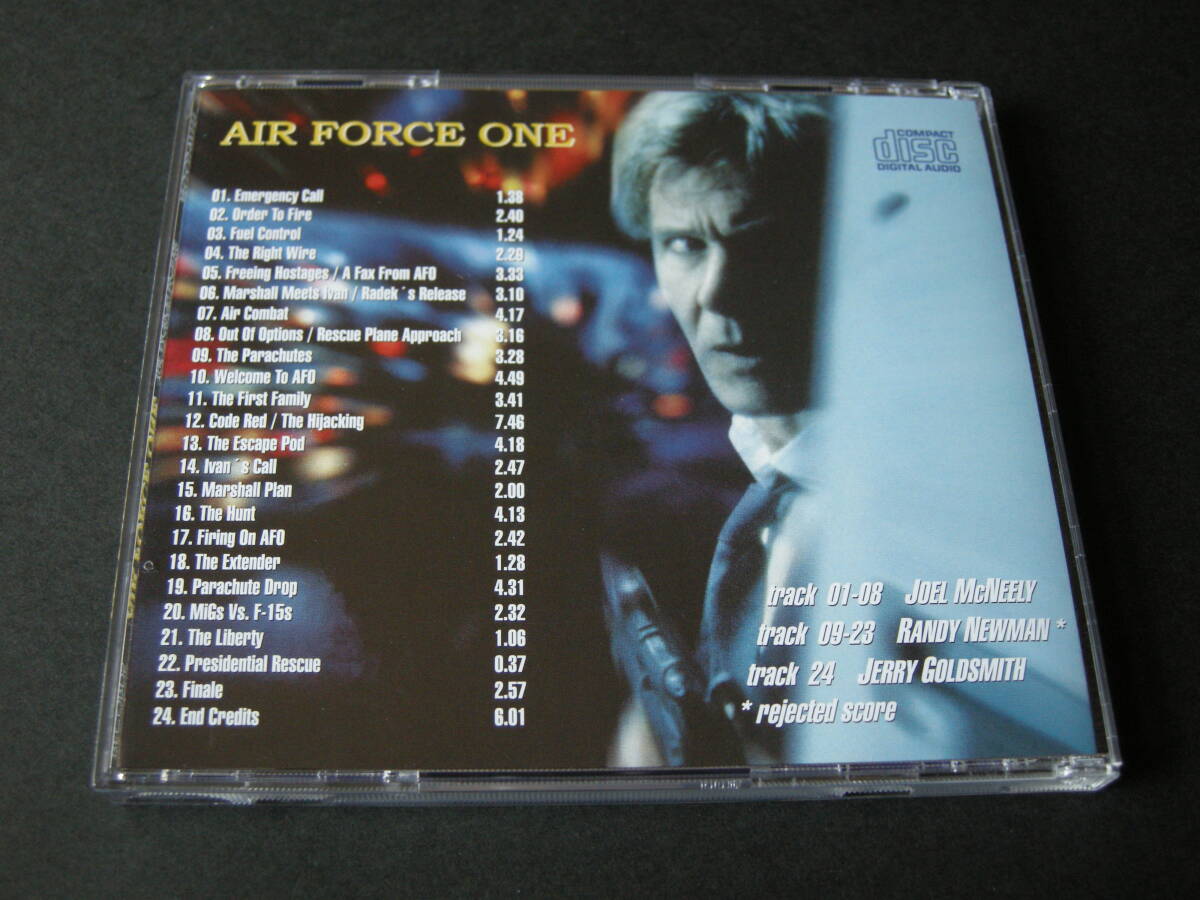 AIR FORCE ONE
COMPACT
disc
DIGITAL AUDIO
01. Emergency Call 1.38
02. Order To Fire 2.40
03. Fuel Control 1.24
04. The Right Wire 2.28
05. Freeing Hostages / A Fax From AFO 3.33
06. Marshall Meets Ivan / Radek´s Release 3.10
07. Air Combat 4.17
08. Out Of Options / Rescue Plane Approach 3.16
09. The Parachutes 3.28
10. Welcome To AFO 4.49
11. The First Family 3.41
12. Code Red / The Hijacking 7.46
13. The Escape Pod 4.18
14. Ivan´s Call 2.47
15. Marshall Plan 2.00
16. The Hunt 4.13
17. Firing On AFO 2.42
18. The Extender 1.28
19. Parachute Drop 4.31
20. MiGs Vs. F-15s 2.32
21. The Liberty 1.06
22. Presidential Rescue 0.37
23. Finale 2.57
24. End Credits 6.01
track 01-08 JOEL MCNEELY
track 09-23 RANDY NEWMAN *
track 24 JERRY GOLDSMITH
* rejected score